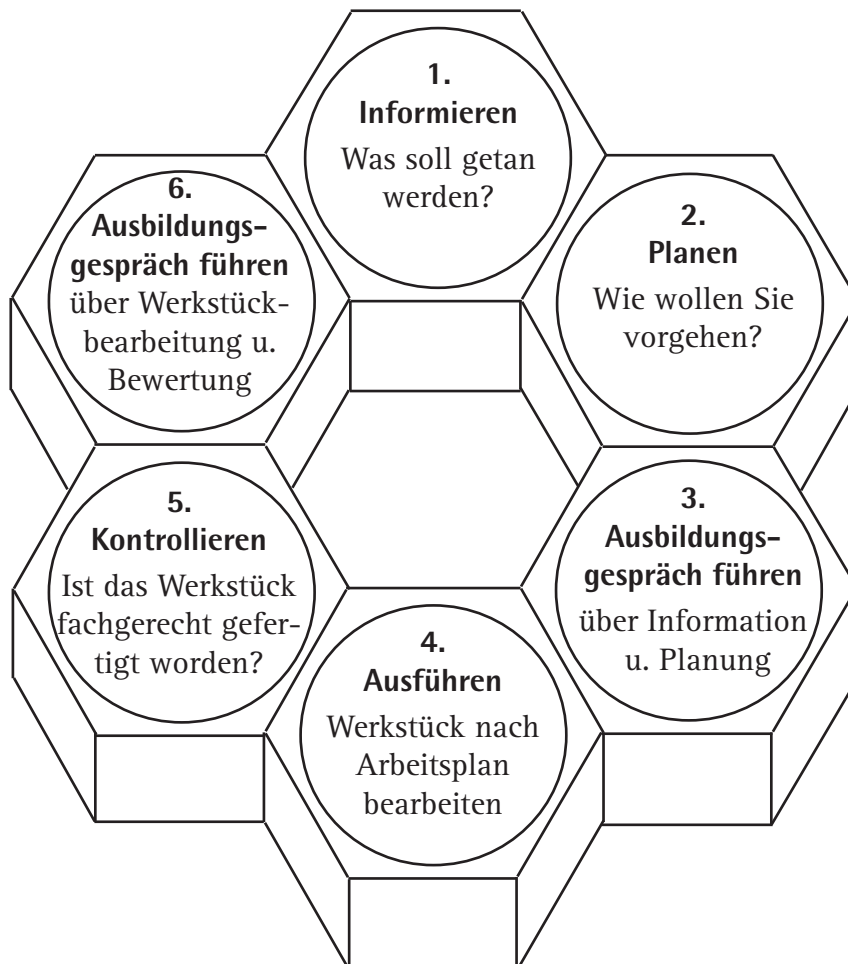 1.
Informieren
Was soll getan
werden?
2.
Planen
Wie wollen Sie
vorgehen?
3.
Ausbildungs-
gespräch führen
über Information
u. Planung
4.
Ausführen
Werkstück nach
Arbeitsplan
bearbeiten
5.
Kontrollieren
Ist das Werkstück
fachgerecht gefer-
tigt worden?
6.
Ausbildungs-
gespräch führen
über Werkstück-
bearbeitung u.
Bewertung